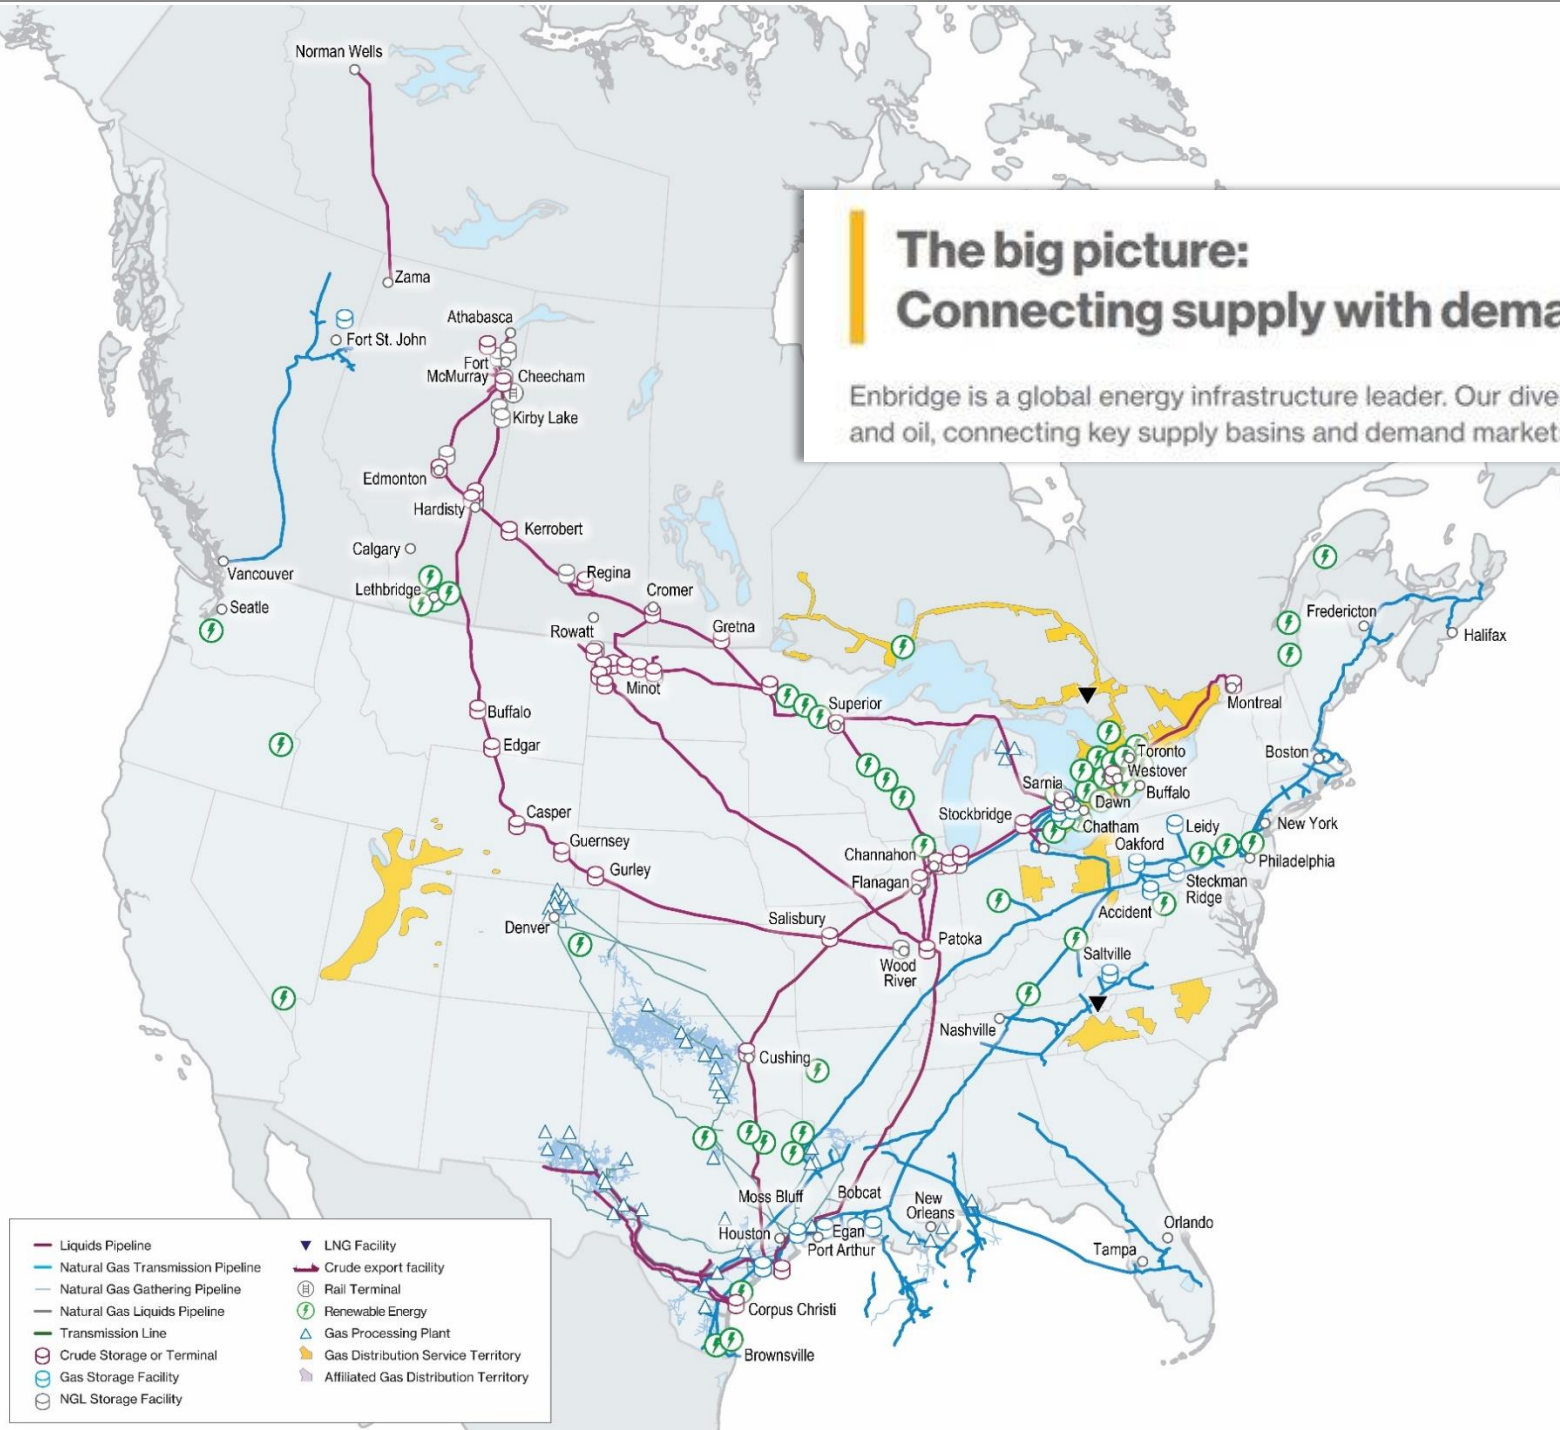 Norman Wells
Zama
Fort St. John
Athabasca
Fort
McMurray
Cheecham
Kirby Lake
Edmonton
Hardisty
Kerrobert
Calgary
Vancouver
Lethbridge
Regina
Seatle
Cromer
Rowatt
Gretna
Minot
The big picture:
Connecting supply with dema
Enbridge is a global energy infrastructure leader. Our dive
and oil, connecting key supply basins and demand market
Superior
Buffalo
Edgar
Casper
Guernsey
Gurley
Denver
Salisbury
Fredericton
Halifax
Montreal
Boston
Toronto
Westover
Buffalo
Sarnia
Dawn
Stockbridge
Chatham
Leidy
New York
Oakford
Philadelphia
Channahon
Flanagan
Steckman
Ridge
Accident
Patoka
Wood
River
Saltville
Nashville
Cushing
Moss Bluff
Bobcat
New
Orleans
Houston
Egan
Port Arthur
Orlando
Tampa
Corpus Christi
Brownsville
Liquids Pipeline
Natural Gas Transmission Pipeline
Natural Gas Gathering Pipeline
Natural Gas Liquids Pipeline
Transmission Line
Crude Storage or Terminal
Gas Storage Facility
NGL Storage Facility
LNG Facility
Crude export facility
Rail Terminal
Renewable Energy
Gas Processing Plant
Gas Distribution Service Territory
Affiliated Gas Distribution Territory